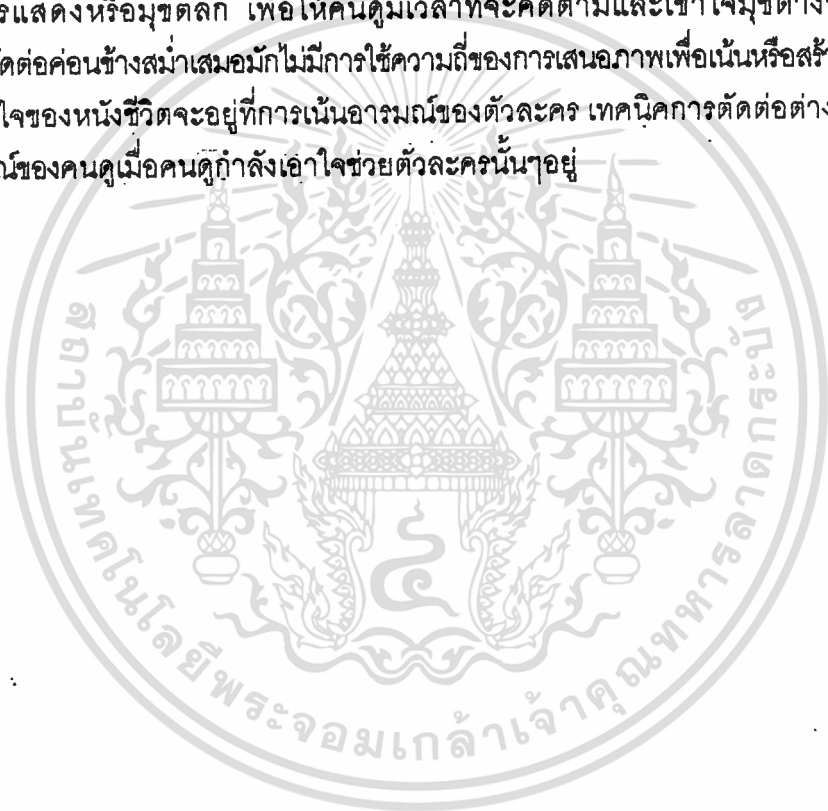 รแสดงหรือมุขตลก เพื่อให้คนดูมีเวลาที่จะคิดตามและเข้าใจมุขต่าง
ัดต่อค่อนข้างสม่ำเสมอมักไม่มีการใช้ความถี่ของการเสนอภาพเพื่อเน้นหรือสร้
ใจของหนังชีวิตจะอยู่ที่การเน้นอารมณ์ของตัวละคร เทคนิคการตัดต่อต่าง
ณ์ของคนดูเมื่อคนดูกำลังเอาใจช่วยตัวละครนั้นๆอยู่
สถาบันเทคโนโลยีพระจอมเกล้าเจ้าคุณทหารลาดกระบัง
๔